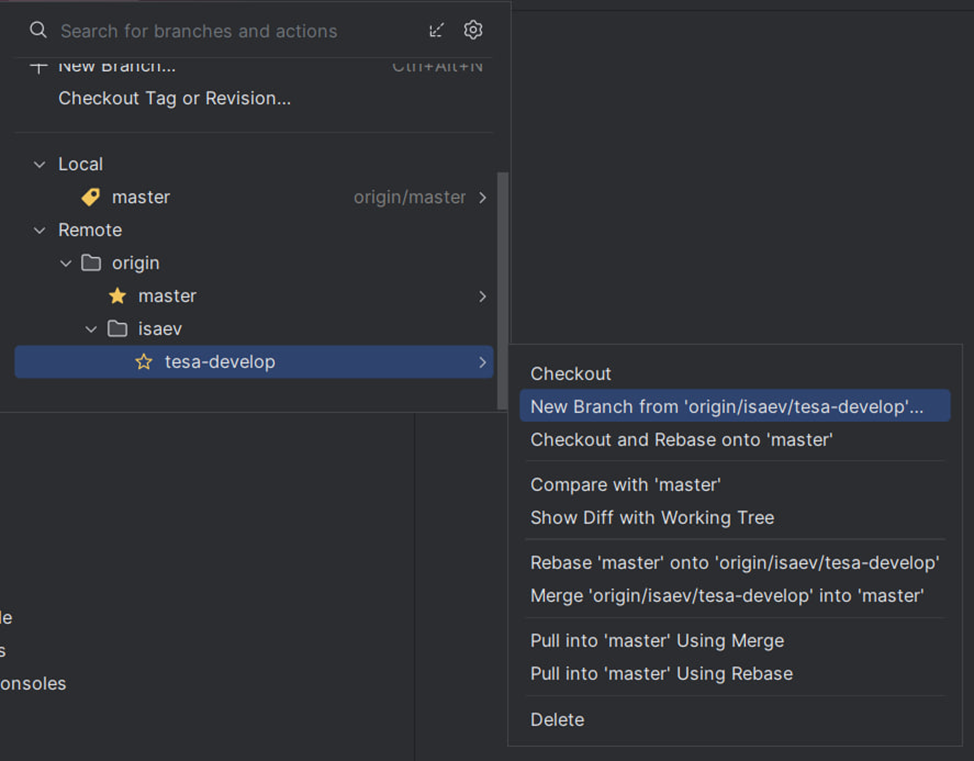 Search for branches and actions
New Branch... Ctrl+Alt+N
Checkout Tag or Revision...
Local
master origin/master
Remote
origin
master
isaev
tesa-develop
Checkout
New Branch from 'origin/isaev/tesa-develop'...
Checkout and Rebase onto 'master'
Compare with 'master'
Show Diff with Working Tree
Rebase 'master' onto 'origin/isaev/tesa-develop'
Merge 'origin/isaev/tesa-develop' into 'master'
Pull into 'master' Using Merge
Pull into 'master' Using Rebase
Delete
le
s
onsoles